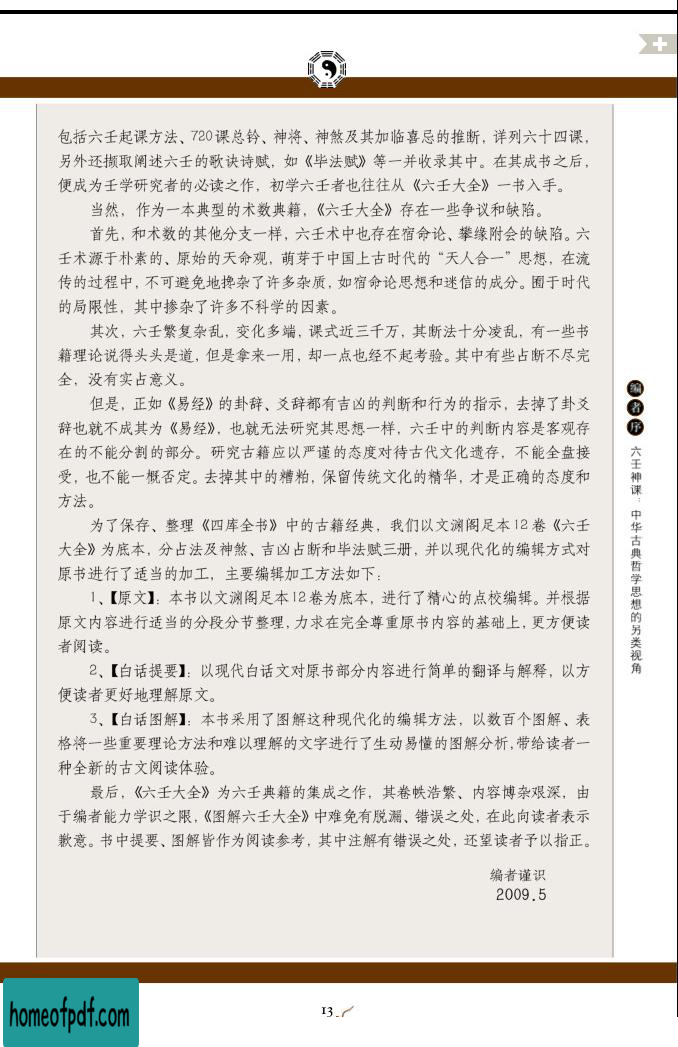 包括六壬起课方法、720课总钤、神将、神煞及其加临喜忌的推断，详列六十四课，
另外还撷取阐述六壬的歌诀诗赋，如《毕法赋》等一并收录其中。在其成书之后，
便成为壬学研究者的必读之作，初学六壬者也往往从《六壬大全》一书入手。
当然，作为一本典型的术数典籍，《六壬大全》存在一些争议和缺陷。
首先，和术数的其他分支一样，六壬术中也存在宿命论、攀缘附会的缺陷。六
壬术源于朴素的、原始的天命观，萌芽于中国上古时代的“天人合一”思想，在流
传的过程中，不可避免地搀杂了许多杂质，如宿命论思想和迷信的成分。囿于时代
的局限性，其中掺杂了许多不科学的因素。
其次，六壬繁复杂乱，变化多端，课式近三千万，其断法十分凌乱，有一些书
籍理论说得头头是道，但是拿来一用，却一点也经不起考验。其中有些占断不尽完
全，没有实占意义。
但是，正如《易经》的卦辞、爻辞都有吉凶的判断和行为的指示，去掉了卦爻
辞也就不成其为《易经》，也就无法研究其思想一样，六壬中的判断内容是客观存
在的不能分割的部分。研究古籍应以严谨的态度对待古代文化遗存，不能全盘接
受，也不能一概否定。去掉其中的糟粕，保留传统文化的精华，才是正确的态度和
方法。
为了保存、整理《四库全书》中的古籍经典，我们以文渊阁足本12卷《六壬
大全》为底本，分占法及神煞、吉凶占断和毕法赋三册，并以现代化的编辑方式对
原书进行了适当的加工，主要编辑加工方法如下：
1、【原文】：本书以文渊阁足本12卷为底本，进行了精心的点校编辑。并根据
原文内容进行适当的分段分节整理，力求在完全尊重原书内容的基础上，更方便读
者阅读。
2、【白话提要】：以现代白话文对原书部分内容进行简单的翻译与解释，以方
便读者更好地理解原文。
3、【白话图解】：本书采用了图解这种现代化的编辑方法，以数百个图解、表
格将一些重要理论方法和难以理解的文字进行了生动易懂的图解分析，带给读者一
种全新的古文阅读体验。
最后，《六壬大全》为六壬典籍的集成之作，其卷帙浩繁、内容博杂艰深，由
于编者能力学识之限，《图解六壬大全》中难免有脱漏、错误之处，在此向读者表示
歉意。书中提要、图解皆作为阅读参考，其中注解有错误之处，还望读者予以指正。
编者谨识
2009.5
编者序
六壬神课：中华古典哲学思想的另类视角
13
homeofpdf.com